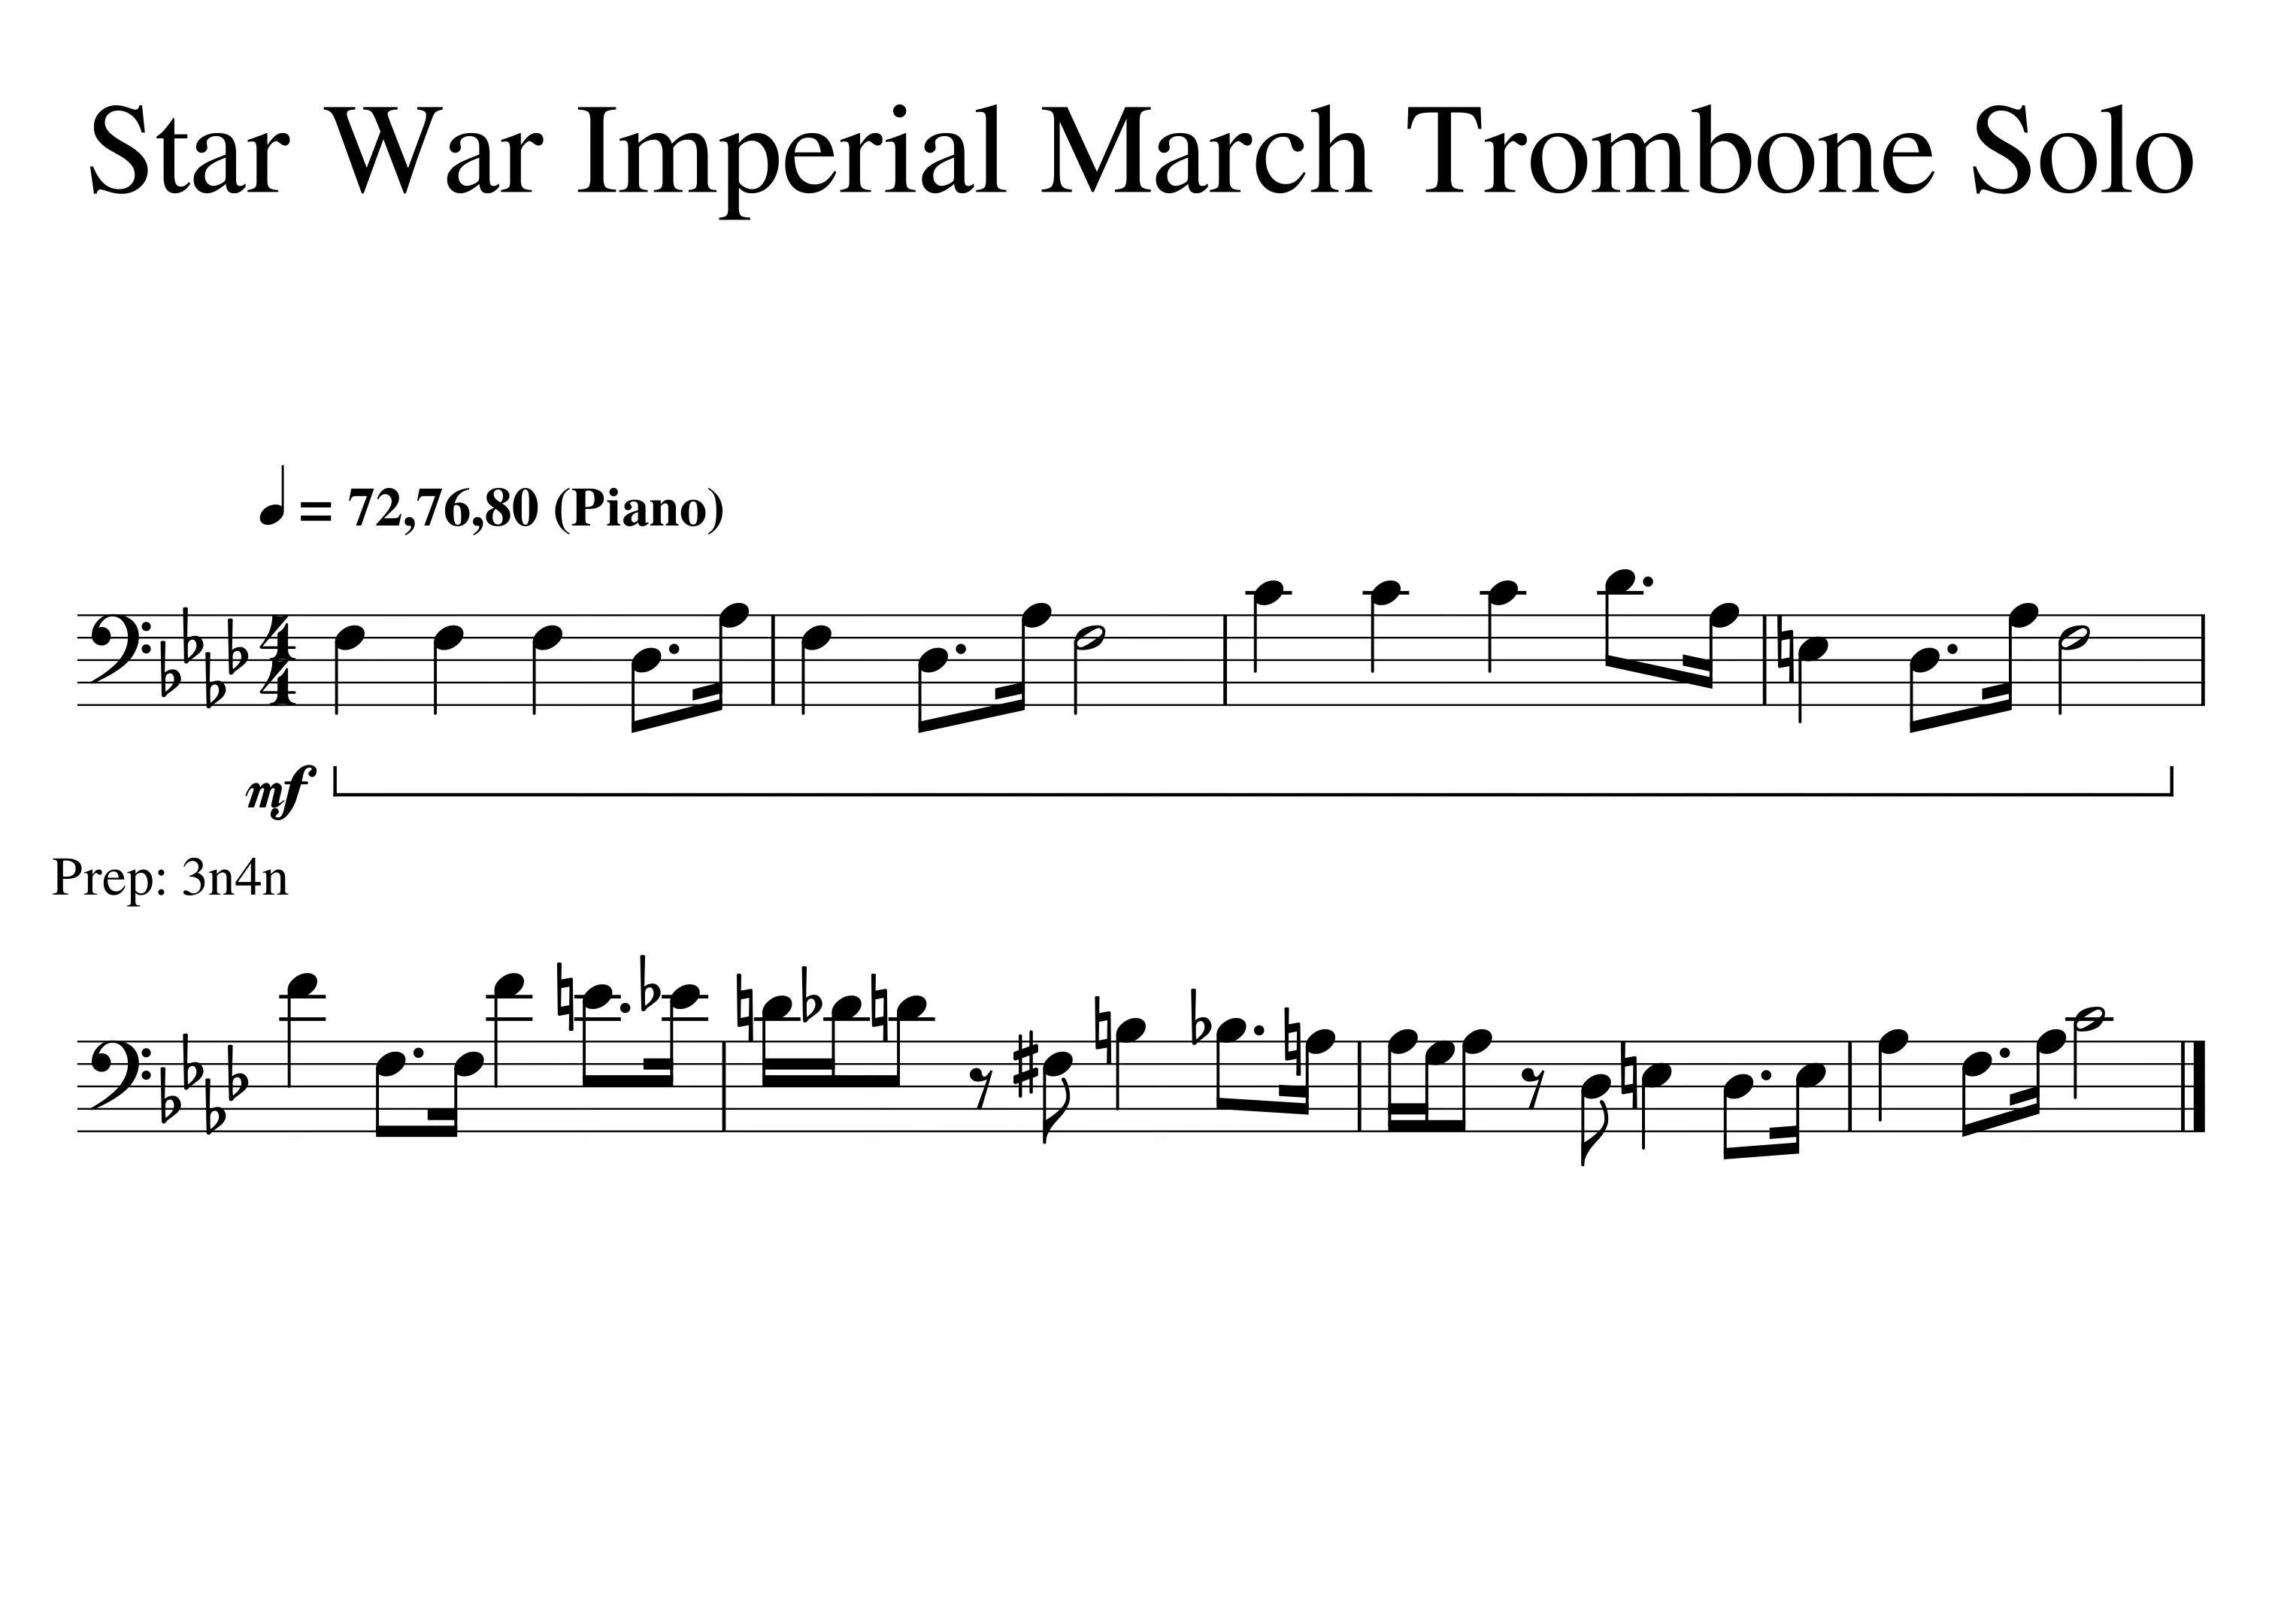 Star War Imperial March Trombone Solo
= 72,76,80 (Piano)
mf
Prep: 3n4n